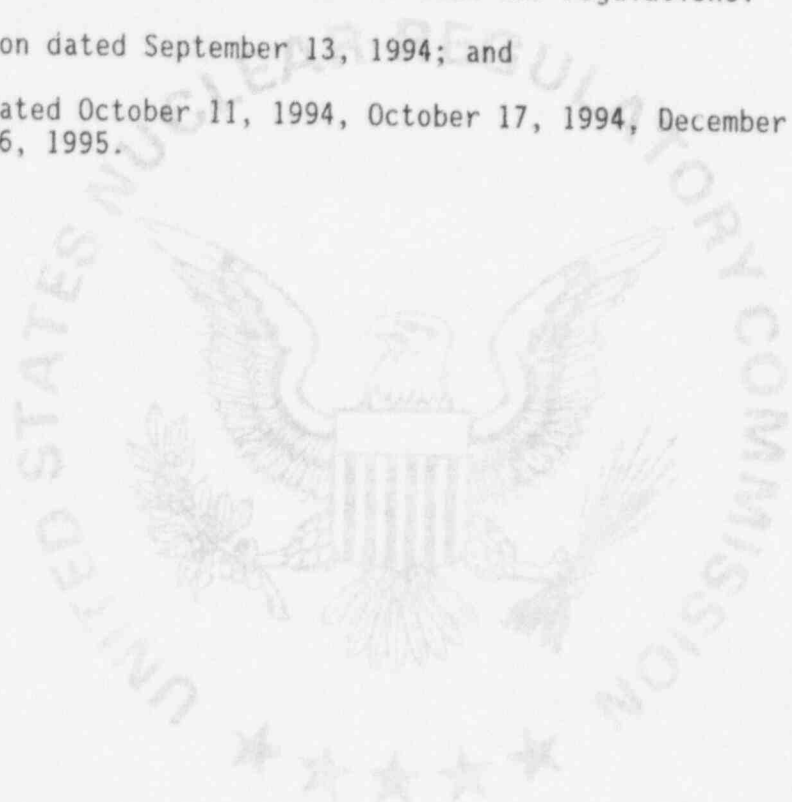 regulations.
on dated September 13, 1994; and
ated October 11, 1994, October 17, 1994, December
6, 1995.
UNITED STATES NUCLEAR REGULATORY COMMISSION